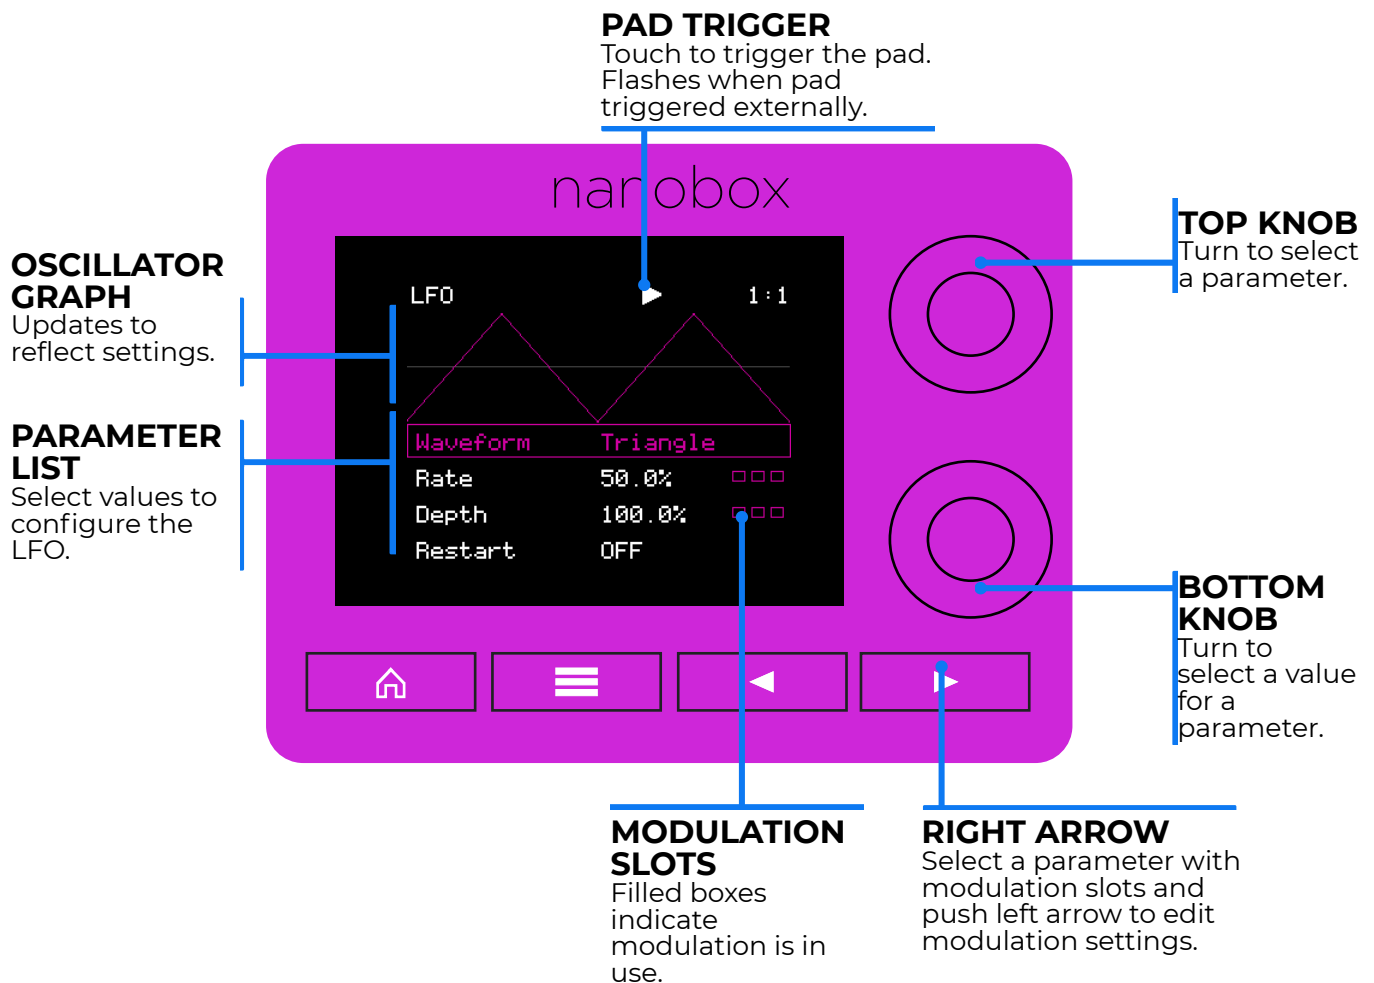 PAD TRIGGER
Touch to trigger the pad.
Flashes when pad
triggered externally.
nanobox
OSCILLATOR
GRAPH
Updates to
reflect settings.
PARAMETER
LIST
Select values to
configure the
LFO.
LFO 1:1
Waveform Triangle
Rate 50.0%
Depth 100.0%
Restart OFF
TOP KNOB
Turn to select
a parameter.
BOTTOM
KNOB
Turn to
select a value
for a
parameter.
MODULATION
SLOTS
Filled boxes
indicate
modulation is in
use.
RIGHT ARROW
Select a parameter with
modulation slots and
push left arrow to edit
modulation settings.